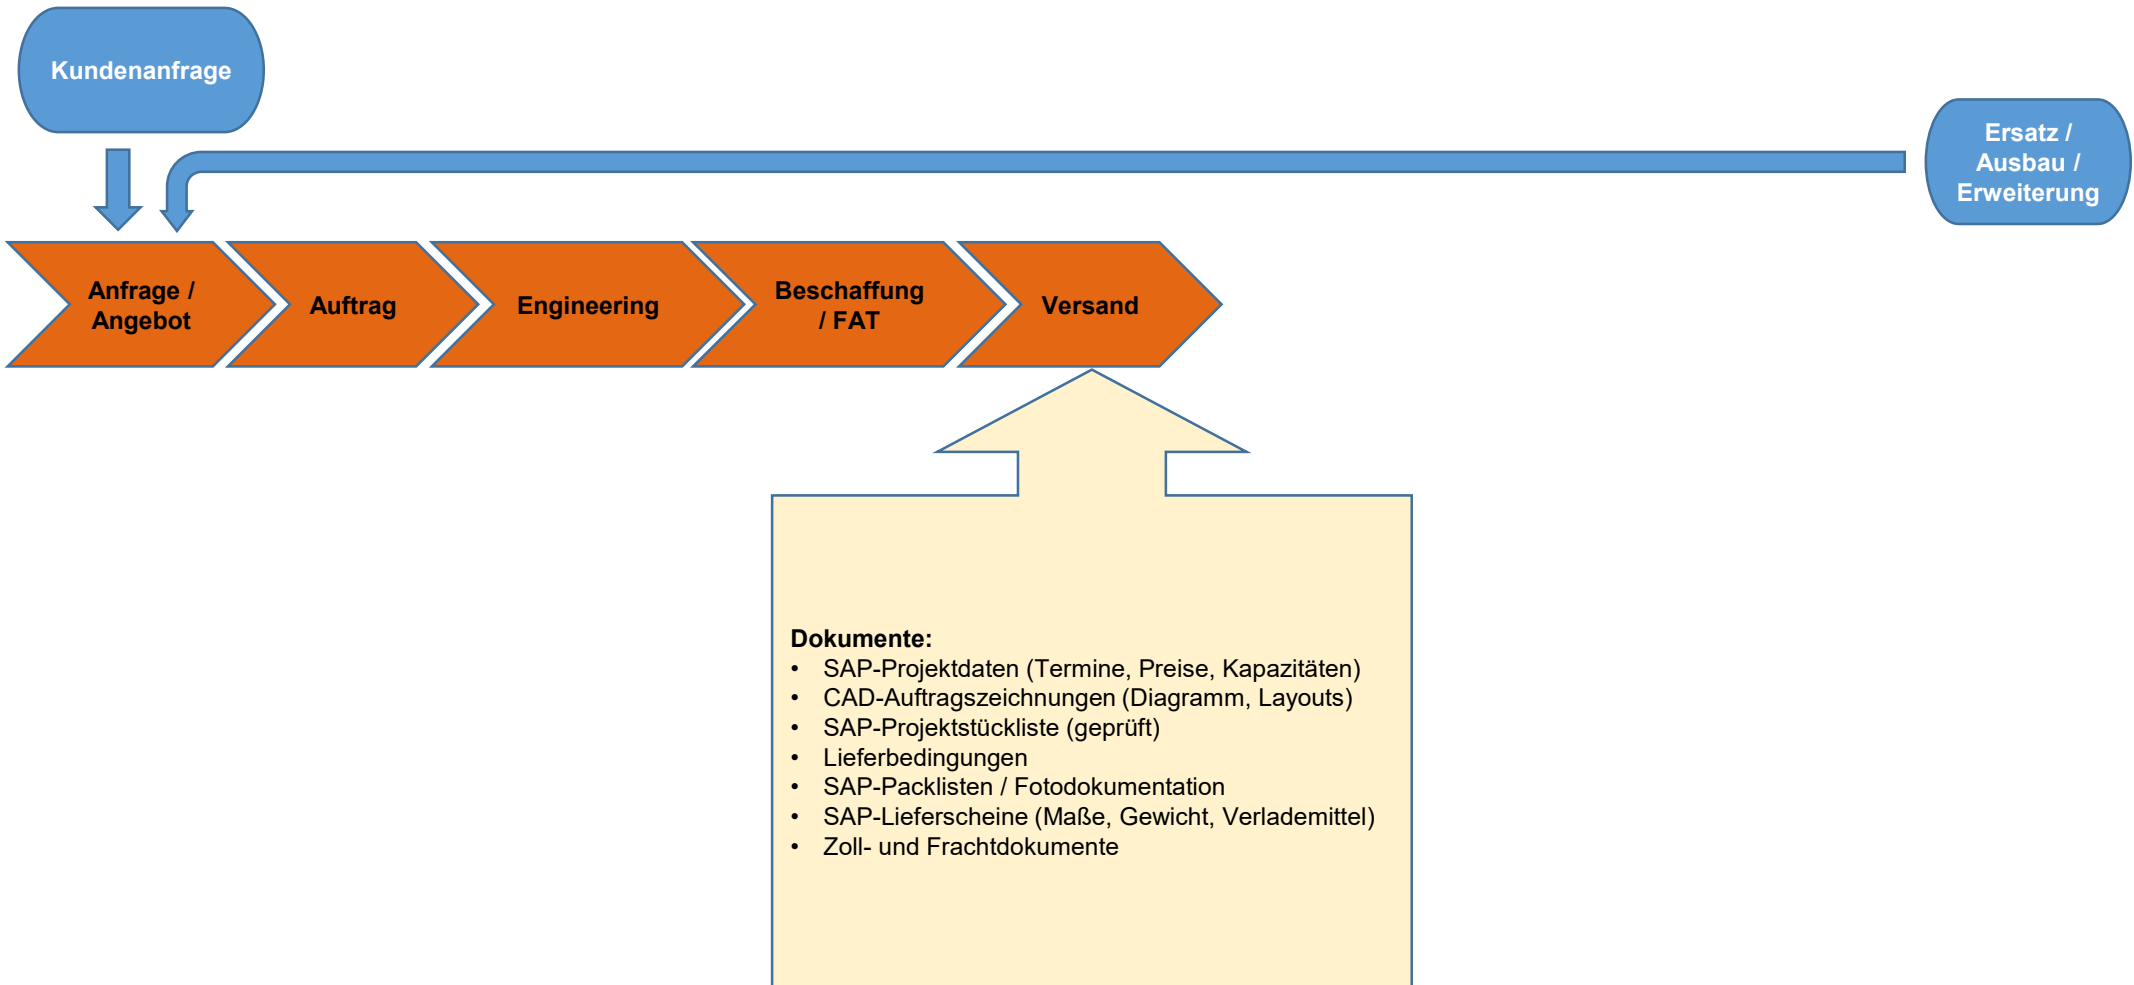 Kundenanfrage
Ersatz /
Ausbau /
Erweiterung
Anfrage /
Angebot
Auftrag
Engineering
Beschaffung
/ FAT
Versand
Dokumente:
• SAP-Projektdaten (Termine, Preise, Kapazitäten)
• CAD-Auftragszeichnungen (Diagramm, Layouts)
• SAP-Projektstückliste (geprüft)
• Lieferbedingungen
• SAP-Packlisten / Fotodokumentation
• SAP-Lieferscheine (Maße, Gewicht, Verlademittel)
• Zoll- und Frachtdokumente